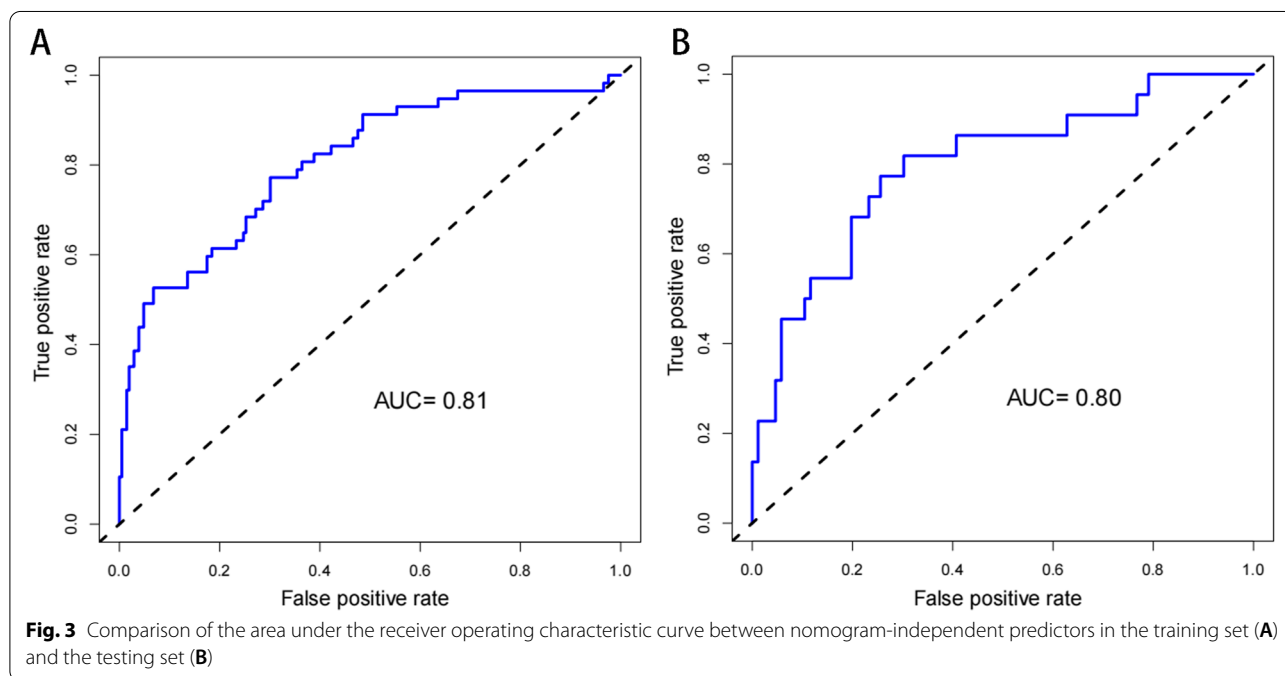 A
1.0
0.8
0.6
0.4
0.2
0.0
True positive rate
AUC= 0.81
0.0 0.2 0.4 0.6 0.8 1.0
False positive rate
B
1.0
0.8
0.6
0.4
0.2
0.0
True positive rate
AUC= 0.80
0.0 0.2 0.4 0.6 0.8 1.0
False positive rate
Fig. 3 Comparison of the area under the receiver operating characteristic curve between nomogram-independent predictors in the training set (A)
and the testing set (B)